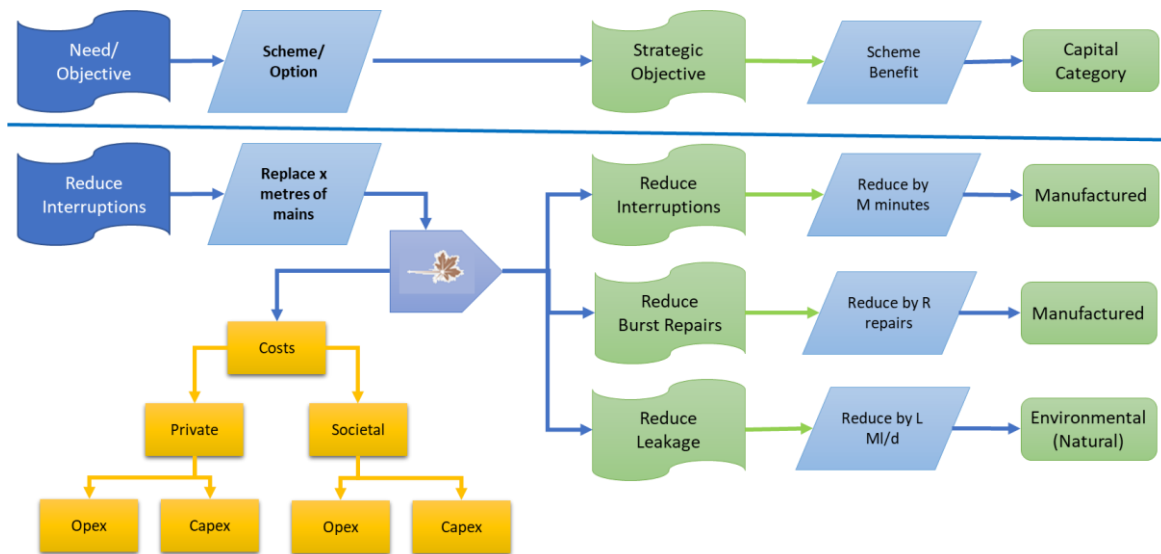 Need/
Objective
Scheme/
Option
Strategic
Objective
Scheme
Benefit
Capital
Category
Reduce
Interruptions
Replace x
metres of
mains
Reduce
Interruptions
Reduce by
M minutes
Manufactured
Reduce
Burst Repairs
Reduce by R
repairs
Manufactured
Costs
Private
Societal
Reduce
Leakage
Reduce by L
Ml/d
Environmental
(Natural)
Opex
Capex
Opex
Capex